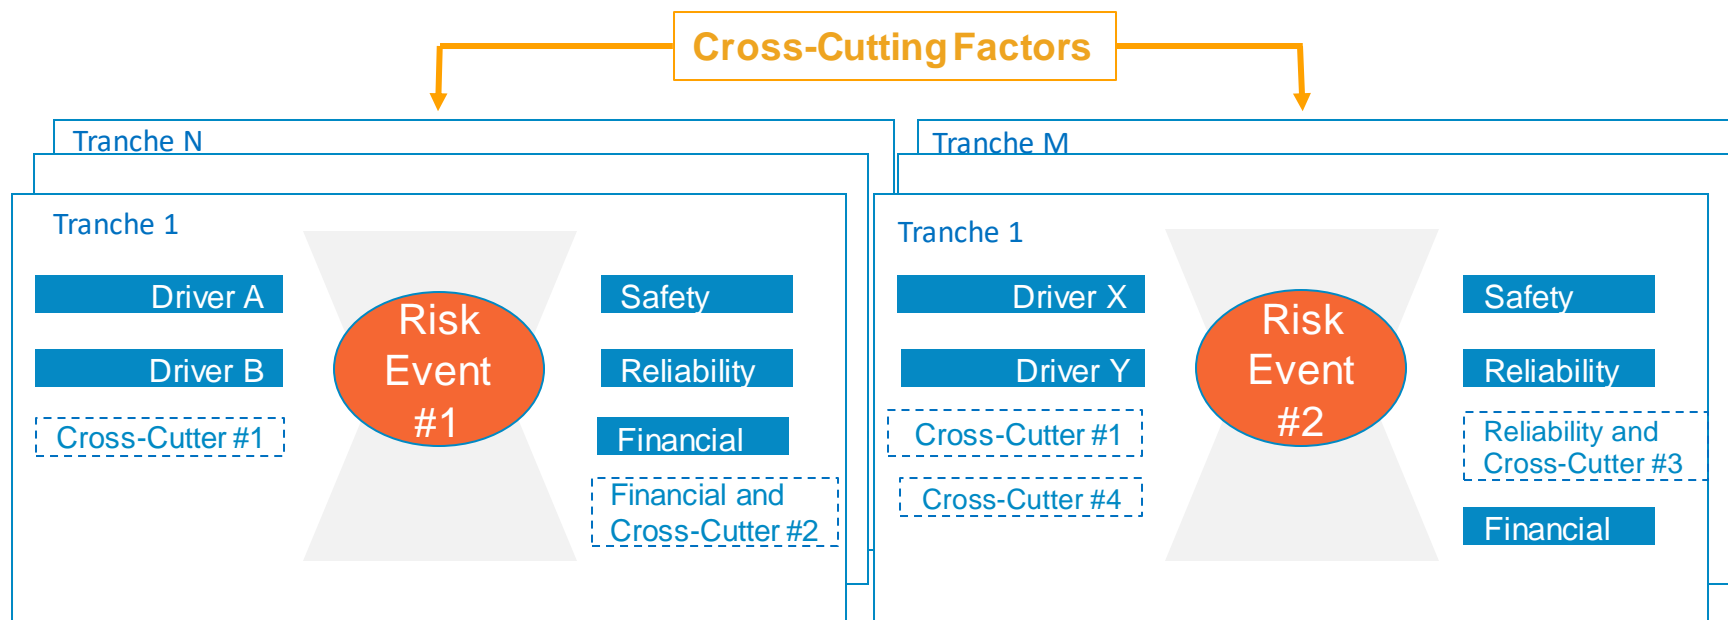 Cross-Cutting Factors
Tranche N
Tranche 1
Driver A
Driver B
Cross-Cutter #1
Risk
Event
#1
Safety
Reliability
Financial
Financial and
Cross-Cutter #2
Tranche M
Tranche 1
Driver X
Driver Y
Cross-Cutter #1
Cross-Cutter #4
Risk
Event
#2
Safety
Reliability
Reliability and
Cross-Cutter #3
Financial